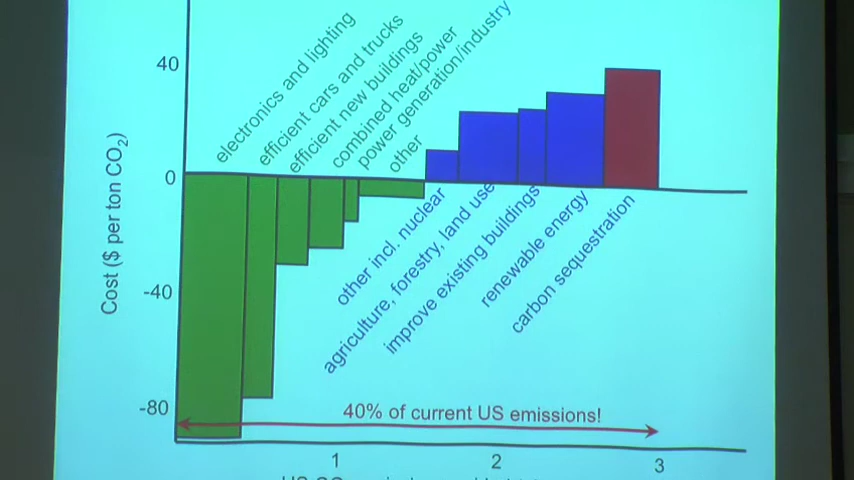 40
0
-40
-80
Cost ($ per ton CO2)
electronics and lighting
efficient cars and trucks
efficient new buildings
combined heat/power
power generation/industry
other
other incl. nuclear
agriculture, forestry, land use
improve existing buildings
renewable energy
carbon sequestration
40% of current US emissions!
1
2
3